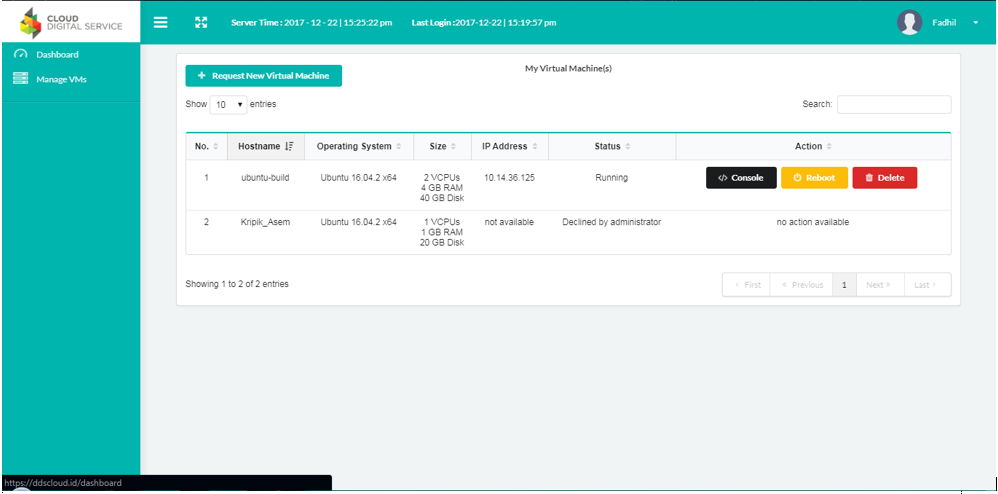 CLOUD
DIGITAL SERVICE
Server Time : 2017 - 12 - 22 | 15:25:22 pm Last Login :2017-12-22 | 15:19:57 pm Fadhil
Dashboard
Manage VMs
My Virtual Machine(s)
+ Request New Virtual Machine
Show 10 entries Search:
No. Hostname Operating System Size IP Address Status Action
1 ubuntu-build Ubuntu 16.04.2 x64 2 VCPUs 10.14.36.125 Running </> Console Reboot Delete
4 GB RAM
40 GB Disk
2 Kripik_Asem Ubuntu 16.04.2 x64 1 VCPUs not available Declined by administrator no action available
1 GB RAM
20 GB Disk
Showing 1 to 2 of 2 entries ‹ First « Previous 1 Next » Last ›
https://ddscloud.id/dashboard